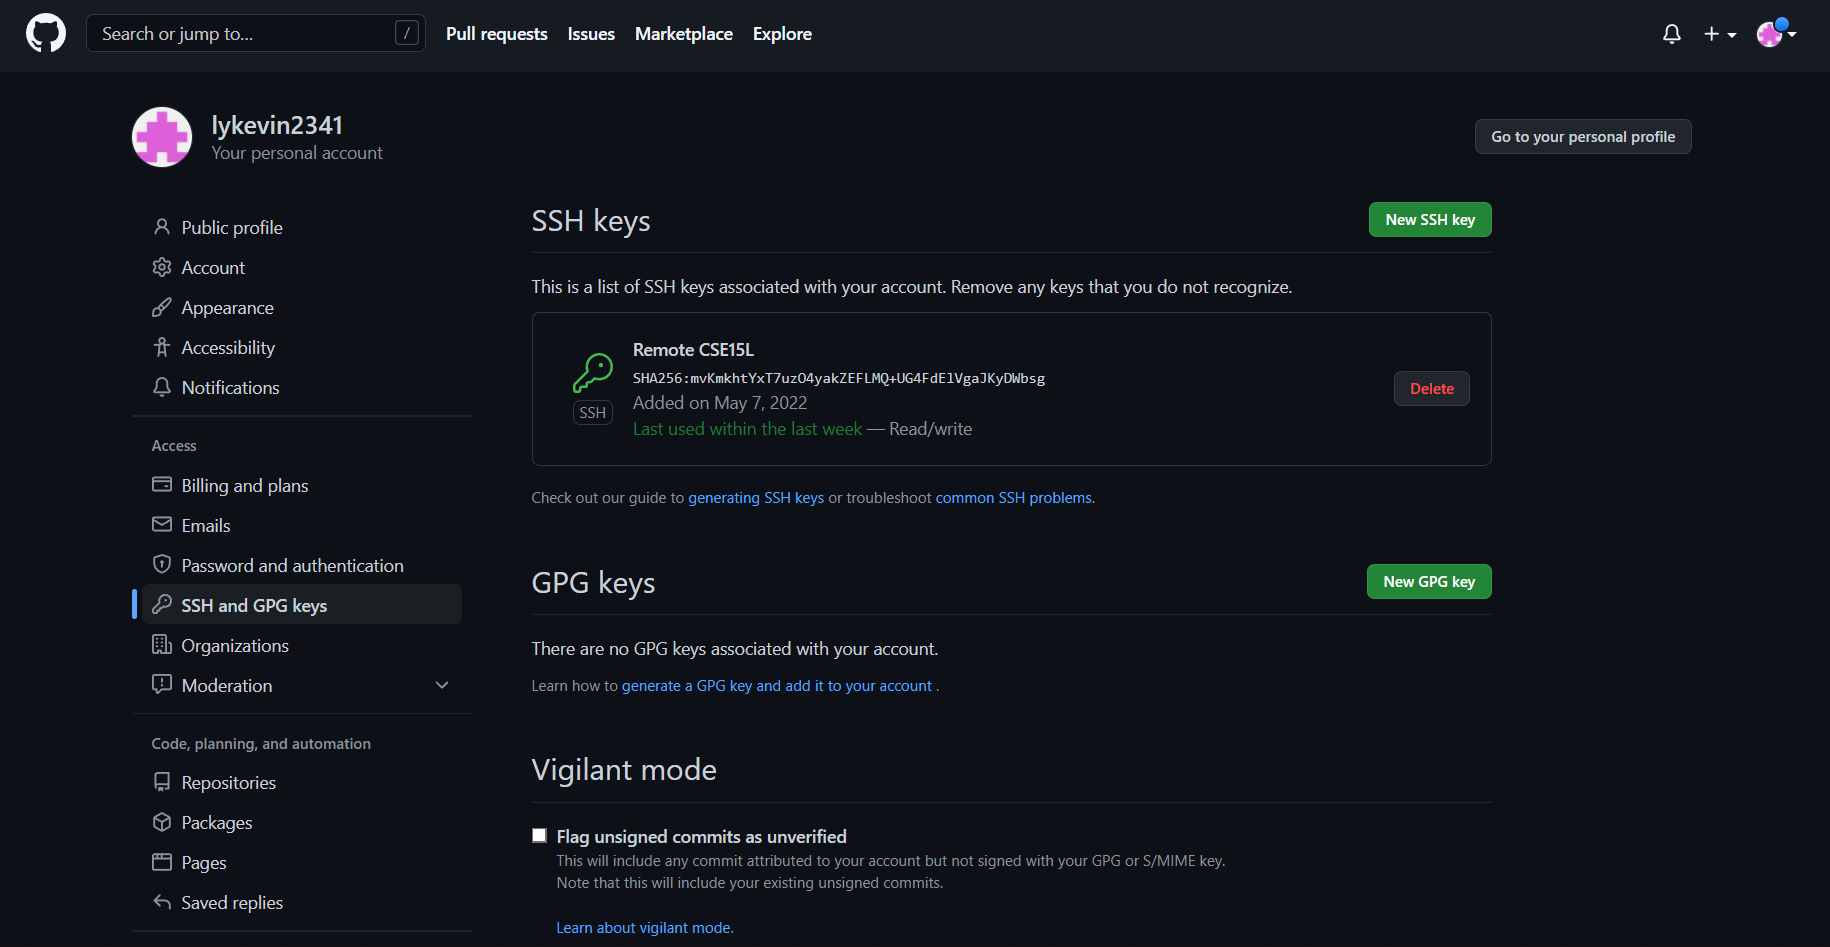 Search or jump to...
/
Pull requests
Issues
Marketplace
Explore
lykevin2341
Your personal account
Go to your personal profile
Public profile
Account
Appearance
Accessibility
Notifications
Access
Billing and plans
Emails
Password and authentication
SSH and GPG keys
Organizations
Moderation
Code, planning, and automation
Repositories
Packages
Pages
Saved replies
SSH keys
New SSH key
This is a list of SSH keys associated with your account. Remove any keys that you do not recognize.
SSH
Remote CSE15L
SHA256:mvKmkhtYxT7uzO4yakZEFLMQ+UG4FdElVgaJKyDWbsg
Added on May 7, 2022
Last used within the last week — Read/write
Delete
Check out our guide to generating SSH keys or troubleshoot common SSH problems.
GPG keys
New GPG key
There are no GPG keys associated with your account.
Learn how to generate a GPG key and add it to your account .
Vigilant mode
Flag unsigned commits as unverified
This will include any commit attributed to your account but not signed with your GPG or S/MIME key.
Note that this will include your existing unsigned commits.
Learn about vigilant mode.